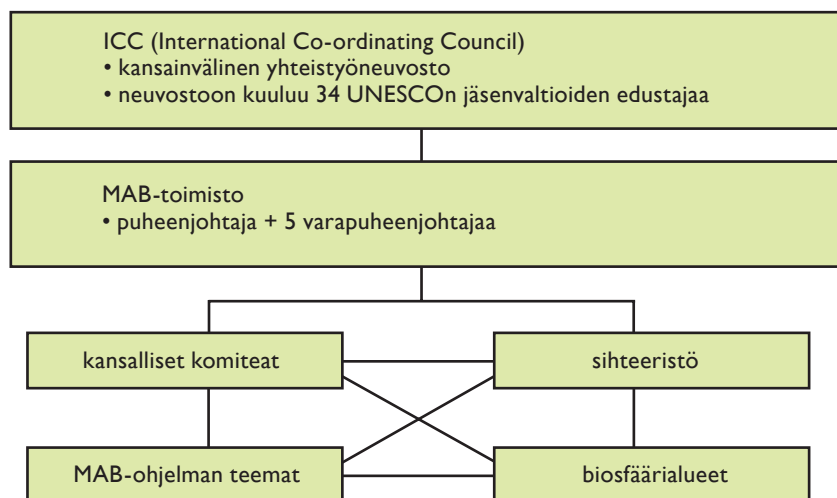 ICC (International Co-ordinating Council)
• kansainvälinen yhteistyöneuvosto
• neuvostoon kuuluu 34 UNESCOn jäsenvaltioiden edustajaa
MAB-toimisto
• puheenjohtaja + 5 varapuheenjohtajaa
kansalliset komiteat
sihteeristö
MAB-ohjelman teemat
biosfäärialueet